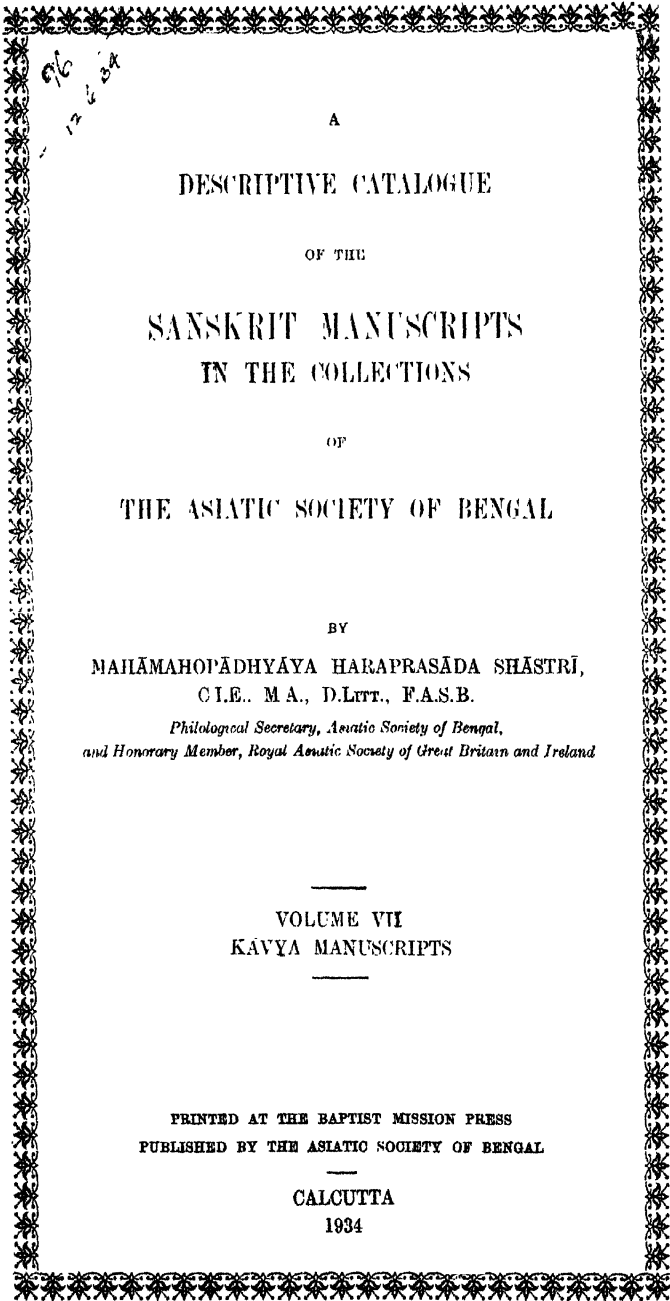 A
DESCRIPTIVE CATALOGUE
OF THE
SANSKRIT MANUSCRIPTS
IN THE COLLECTIONS
OF
THE ASIATIC SOCIETY OF BENGAL
BY
MAHĀMAHOPĀDHYĀYA HARAPRASĀDA SHĀSTRĪ,
C I.E.. M A., D.LITT., F.A.S.B.
Philological Secretary, Asiatic Society of Bengal,
and Honorary Member, Royal Asiatic Society of Great Britain and Ireland
VOLUME VII
KĀVYA MANUSCRIPTS
PRINTED AT THE BAPTIST MISSION PRESS
PUBLISHED BY THE ASIATIC SOCIETY OF BENGAL
CALCUTTA
1934